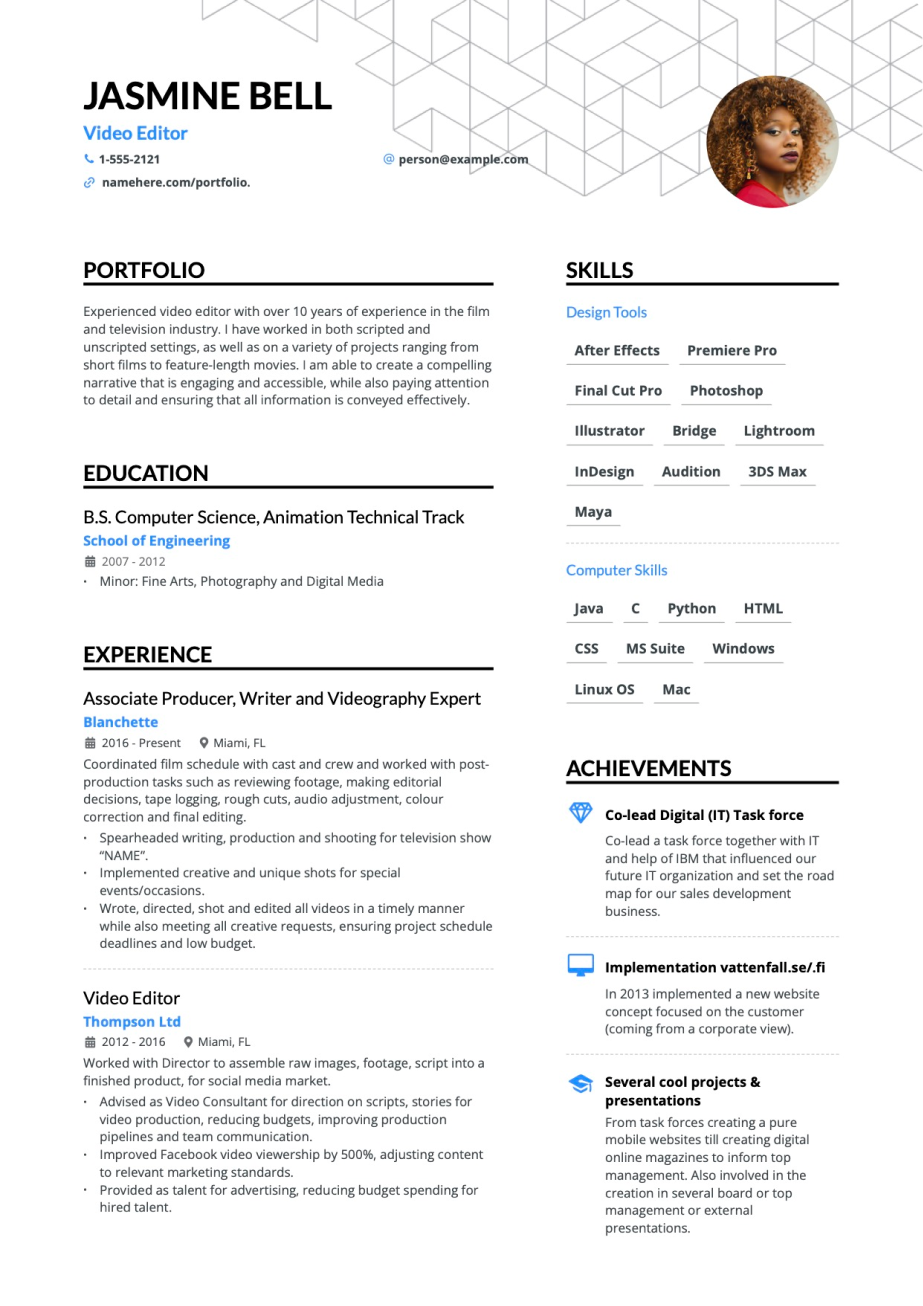 JASMINE BELL
Video Editor
1-555-2121
person@example.com
namehere.com/portfolio.
PORTFOLIO
Experienced video editor with over 10 years of experience in the film
and television industry. I have worked in both scripted and
unscripted settings, as well as on a variety of projects ranging from
short films to feature-length movies. I am able to create a compelling
narrative that is engaging and accessible, while also paying attention
to detail and ensuring that all information is conveyed effectively.
EDUCATION
B.S. Computer Science, Animation Technical Track
School of Engineering
2007 - 2012
· Minor: Fine Arts, Photography and Digital Media
EXPERIENCE
Associate Producer, Writer and Videography Expert
Blanchette
2016 - Present Miami, FL
Coordinated film schedule with cast and crew and worked with post-
production tasks such as reviewing footage, making editorial
decisions, tape logging, rough cuts, audio adjustment, colour
correction and final editing.
· Spearheaded writing, production and shooting for television show
“NAME”.
· Implemented creative and unique shots for special
events/occasions.
· Wrote, directed, shot and edited all videos in a timely manner
while also meeting all creative requests, ensuring project schedule
deadlines and low budget.
Video Editor
Thompson Ltd
2012 - 2016 Miami, FL
Worked with Director to assemble raw images, footage, script into a
finished product, for social media market.
· Advised as Video Consultant for direction on scripts, stories for
video production, reducing budgets, improving production
pipelines and team communication.
· Improved Facebook video viewership by 500%, adjusting content
to relevant marketing standards.
· Provided as talent for advertising, reducing budget spending for
hired talent.
SKILLS
Design Tools
After Effects Premiere Pro
Final Cut Pro Photoshop
Illustrator Bridge Lightroom
InDesign Audition 3DS Max
Maya
Computer Skills
Java C Python HTML
CSS MS Suite Windows
Linux OS Mac
ACHIEVEMENTS
Co-lead Digital (IT) Task force
Co-lead a task force together with IT
and help of IBM that influenced our
future IT organization and set the road
map for our sales development
business.
Implementation vattenfall.se/.fi
In 2013 implemented a new website
concept focused on the customer
(coming from a corporate view).
Several cool projects &
presentations
From task forces creating a pure
mobile websites till creating digital
online magazines to inform top
management. Also involved in the
creation in several board or top
management or external
presentations.